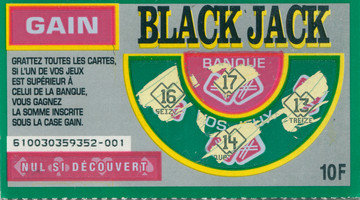 GAIN
BLACK JACK
GRATTEZ TOUTES LES CARTES,
SI L'UN DE VOS JEUX
EST SUPÉRIEUR À
CELUI DE LA BANQUE,
VOUS GAGNEZ
LA SOMME INSCRITE
SOUS LA CASE GAIN.
BANQUE
17
16
SEIZE
13
TREIZE
VOS JEUX
14
610030359352-001
NUL SI DÉCOUVERT
10F